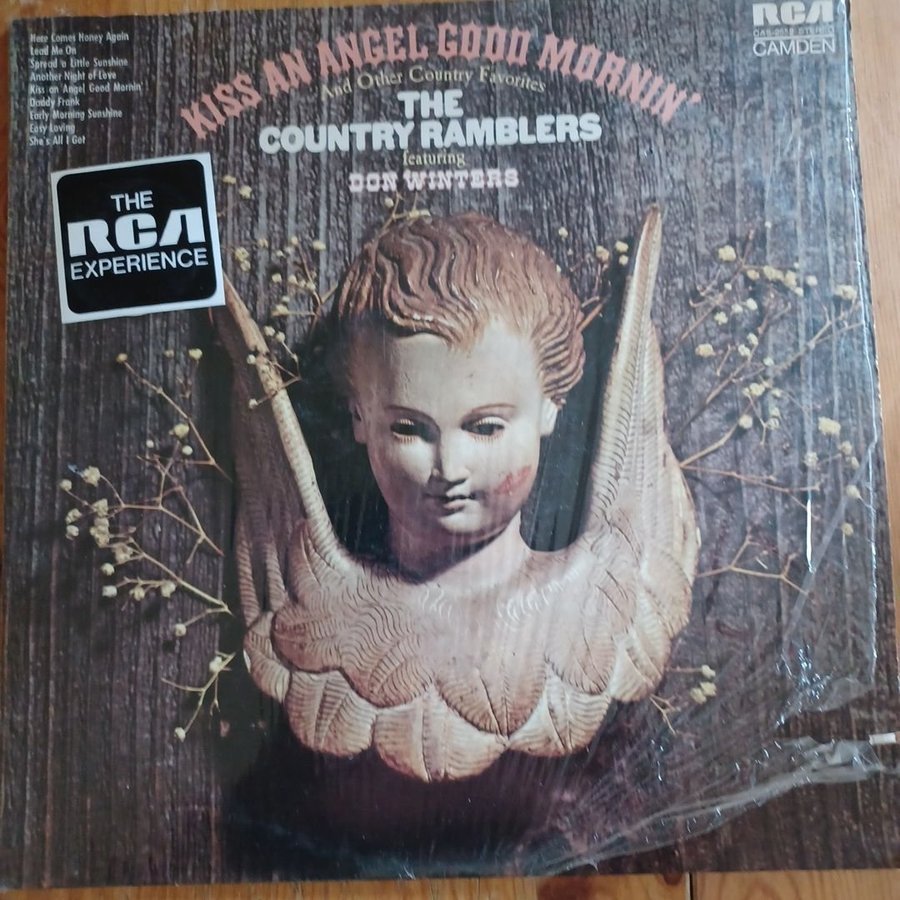 Here Comes Honey Again
Lead Me On
Spread a Little Sunshine
Another Night of Love
Kiss an Angel Good Mornin'
Daddy Frank
Early Morning Sunshine
Easy Loving
She's All I Got
KISS AN ANGEL GOOD MORNIN'
And Other Country Favorites
THE
COUNTRY RAMBLERS
featuring
DON WINTERS
RCA
STEREO
CAMDEN
THE
RCA
EXPERIENCE